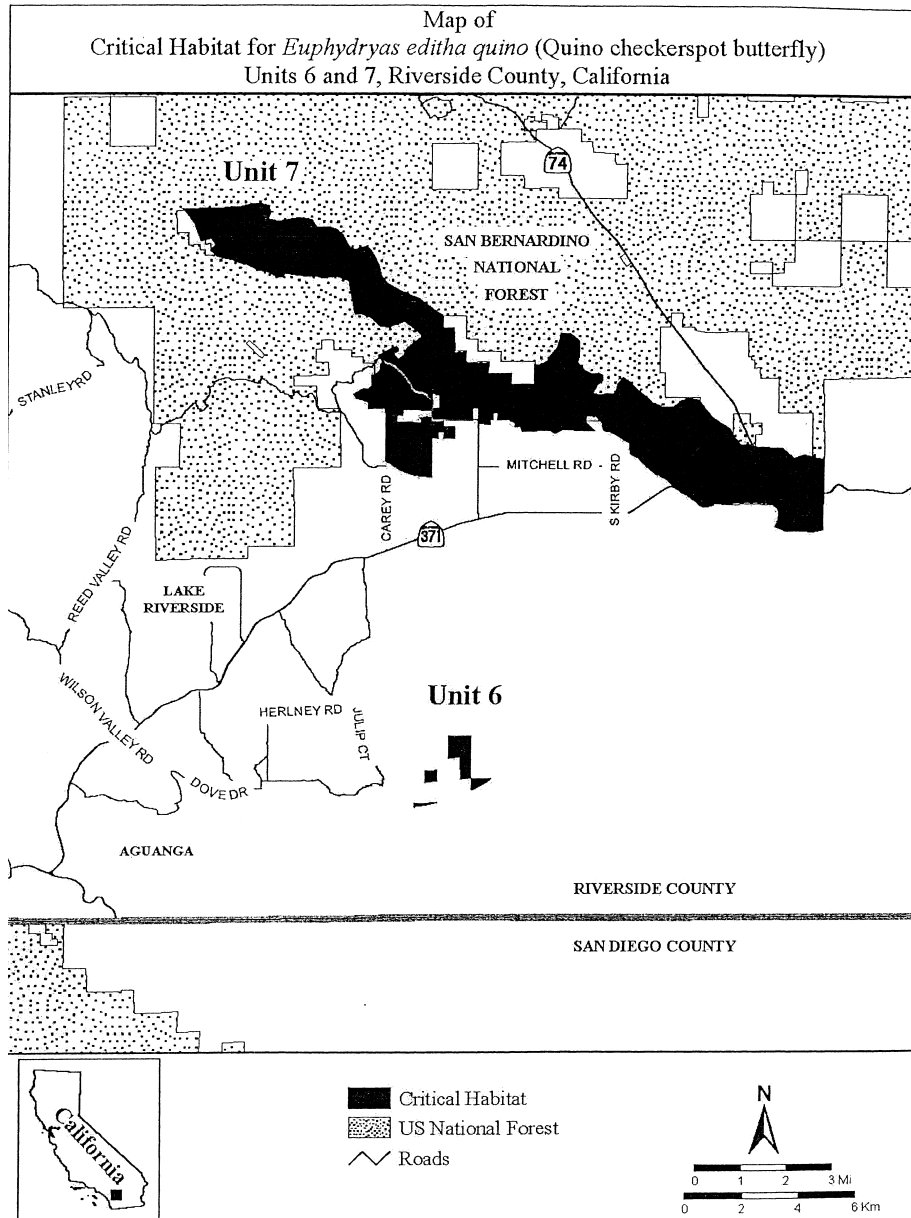 Map of
Critical Habitat for Euphydryas editha quino (Quino checkerspot butterfly)
Units 6 and 7, Riverside County, California
Unit 7
74
SAN BERNARDINO
NATIONAL
FOREST
STANLEY RD
MITCHELL RD
S KIRBY RD
CAREY RD
371
REED VALLEY RD
LAKE
RIVERSIDE
Unit 6
WILSON VALLEY RD
HERLNEY RD
JULIP CT
DOVE DR
AGUANGA
RIVERSIDE COUNTY
SAN DIEGO COUNTY
California
Critical Habitat
US National Forest
Roads
N
0 1 2 3 Mi
0 2 4 6 Km